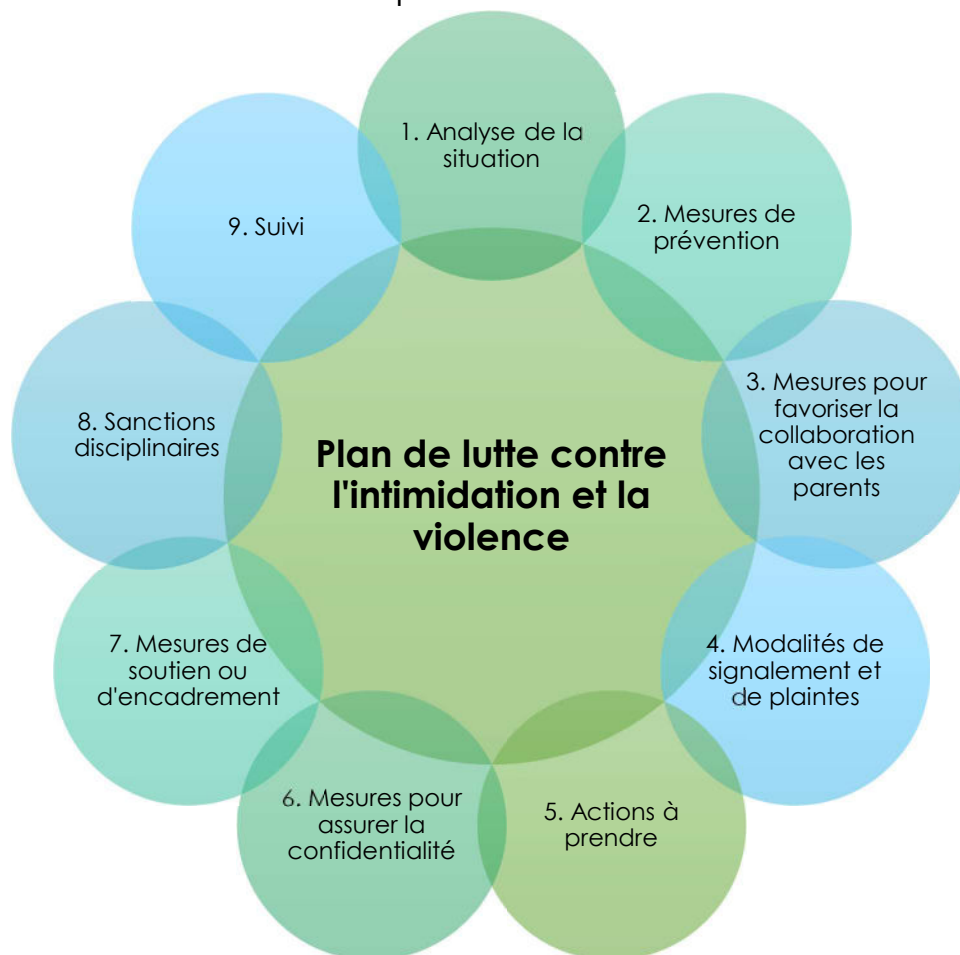 1. Analyse de la
situation
2. Mesures de
prévention
3. Mesures pour
favoriser la
collaboration
avec les
parents
4. Modalités de
signalement et
de plaintes
5. Actions à
prendre
6. Mesures pour
assurer la
confidentialité
7. Mesures de
soutien ou
d'encadrement
8. Sanctions
disciplinaires
9. Suivi
Plan de lutte contre
l'intimidation et la
violence